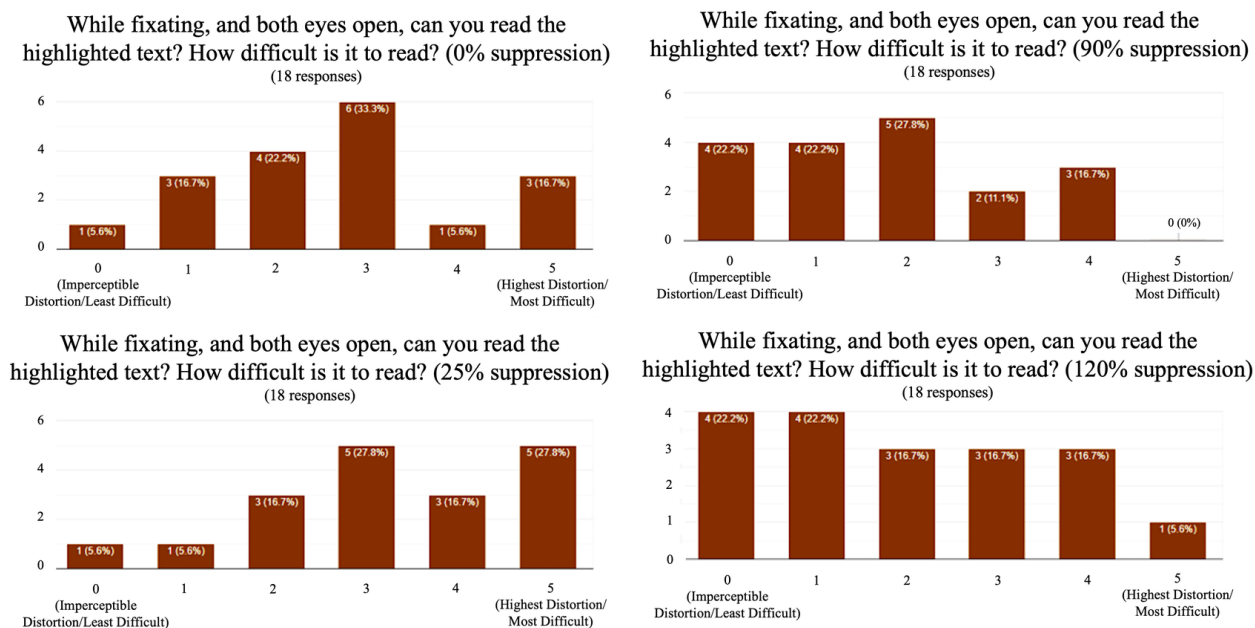 While fixating, and both eyes open, can you read the
highlighted text? How difficult is it to read? (0% suppression)
(18 responses)
6
4
2
0
1 (5.6%)
3 (16.7%)
4 (22.2%)
6 (33.3%)
1 (5.6%)
3 (16.7%)
0
(Imperceptible
Distortion/Least Difficult)
1
2
3
4
5
(Highest Distortion/
Most Difficult)
While fixating, and both eyes open, can you read the
highlighted text? How difficult is it to read? (90% suppression)
(18 responses)
6
4
2
0
4 (22.2%)
4 (22.2%)
5 (27.8%)
2 (11.1%)
3 (16.7%)
0 (0%)
0
(Imperceptible
Distortion/Least Difficult)
1
2
3
4
5
(Highest Distortion/
Most Difficult)
While fixating, and both eyes open, can you read the
highlighted text? How difficult is it to read? (25% suppression)
(18 responses)
6
4
2
0
1 (5.6%)
1 (5.6%)
3 (16.7%)
5 (27.8%)
3 (16.7%)
5 (27.8%)
0
(Imperceptible
Distortion/Least Difficult)
1
2
3
4
5
(Highest Distortion/
Most Difficult)
While fixating, and both eyes open, can you read the
highlighted text? How difficult is it to read? (120% suppression)
(18 responses)
4
3
2
1
0
4 (22.2%)
4 (22.2%)
3 (16.7%)
3 (16.7%)
3 (16.7%)
1 (5.6%)
0
(Imperceptible
Distortion/Least Difficult)
1
2
3
4
5
(Highest Distortion/
Most Difficult)